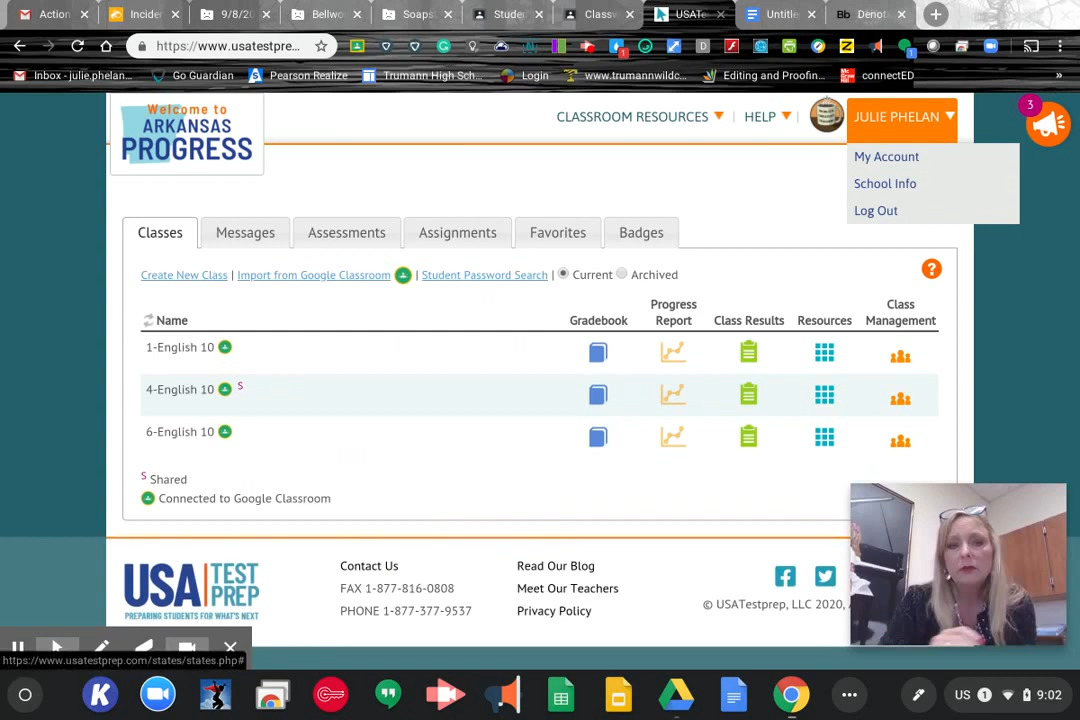 Action
Incide
9/8/20
Bellwo
Soaps
Studen
Classw
USATe
Untitle
Denot
https://www.usatestpre...
Inbox - julie.phelan...
Go Guardian
Pearson Realize
Trumann High Sch...
Login
www.trumannwildc...
Editing and Proofin...
connectED
»
Welcome to
ARKANSAS
PROGRESS
CLASSROOM RESOURCES
HELP
JULIE PHELAN
3
My Account
School Info
Log Out
Classes
Messages
Assessments
Assignments
Favorites
Badges
Create New Class | Import from Google Classroom | Student Password Search | Current Archived
?
Name
Gradebook
Progress
Report
Class Results
Resources
Class
Management
1-English 10
4-English 10 S
6-English 10
S Shared
Connected to Google Classroom
USA TEST
PREP
PREPARING STUDENTS FOR WHAT'S NEXT
Contact Us
FAX 1-877-816-0808
PHONE 1-877-377-9537
Read Our Blog
Meet Our Teachers
Privacy Policy
© USATestprep, LLC 2020,
https://www.usatestprep.com/states/states.php#
US 1 9:02